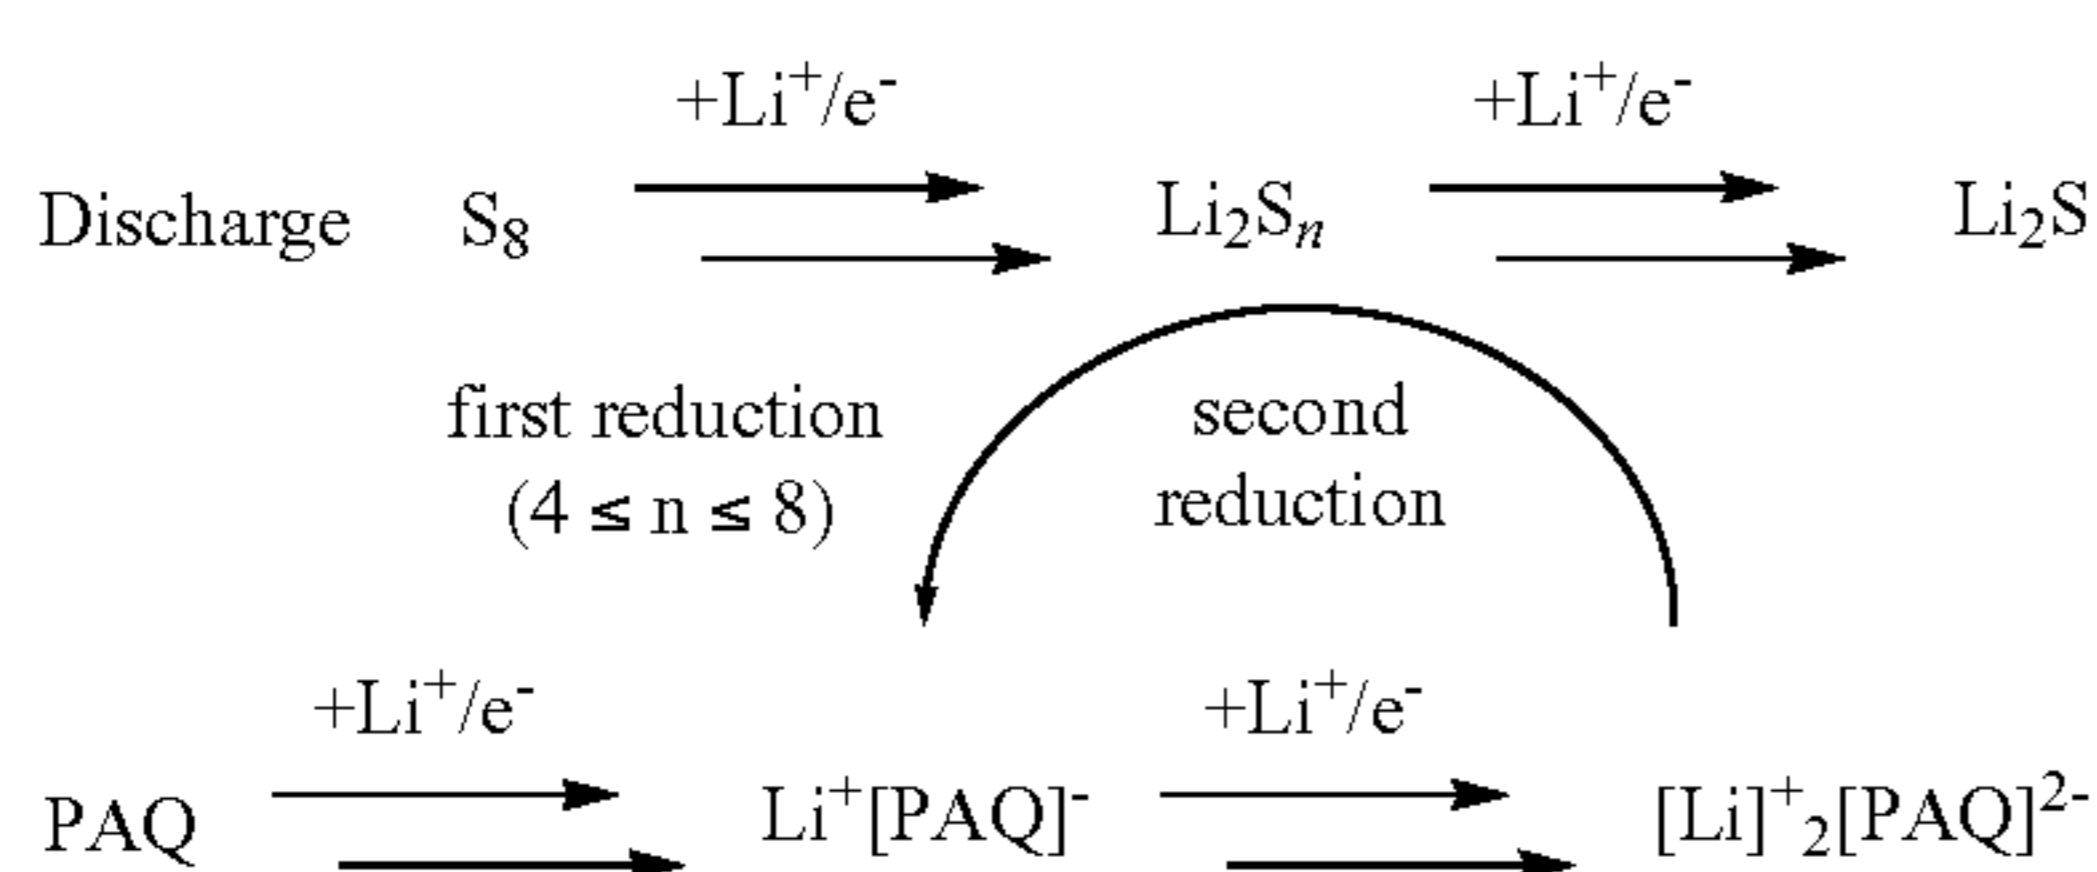 +Li⁺/e⁻ +Li⁺/e⁻
Discharge S₈ Li₂Sₙ Li₂S
first reduction
(4 ≤ n ≤ 8)
second
reduction
+Li⁺/e⁻ +Li⁺/e⁻
PAQ Li⁺[PAQ]⁻ [Li]⁺₂[PAQ]²⁻